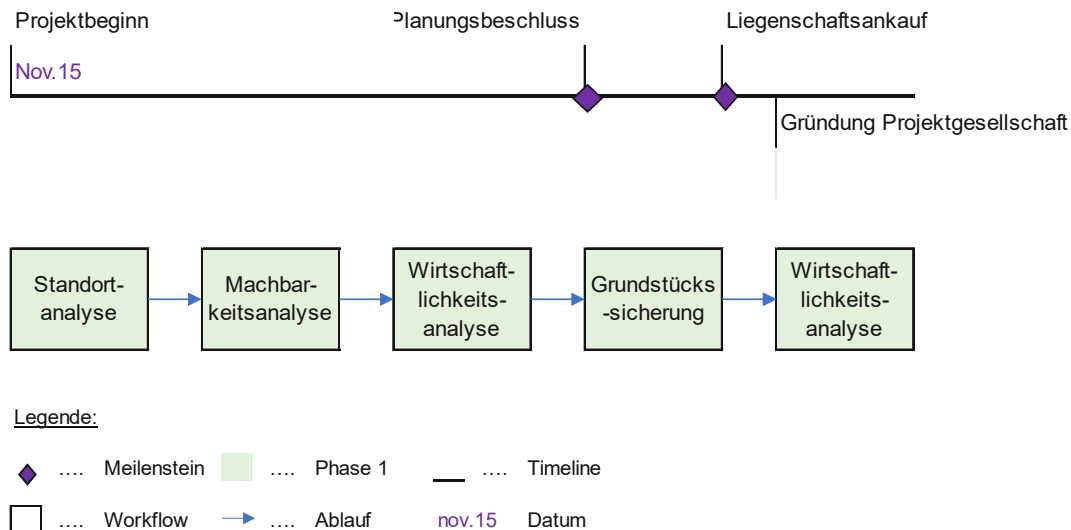 Projektbeginn
Planungsbeschluss
Liegenschaftsankauf
Nov.15
Gründung Projektgesellschaft
Standort-
analyse
Machbar-
keitsanalyse
Wirtschaft-
lichkeits-
analyse
Grundstücks
-sicherung
Wirtschaft-
lichkeits-
analyse
Legende:
.... Meilenstein
.... Phase 1
.... Timeline
.... Workflow
.... Ablauf
nov.15 Datum